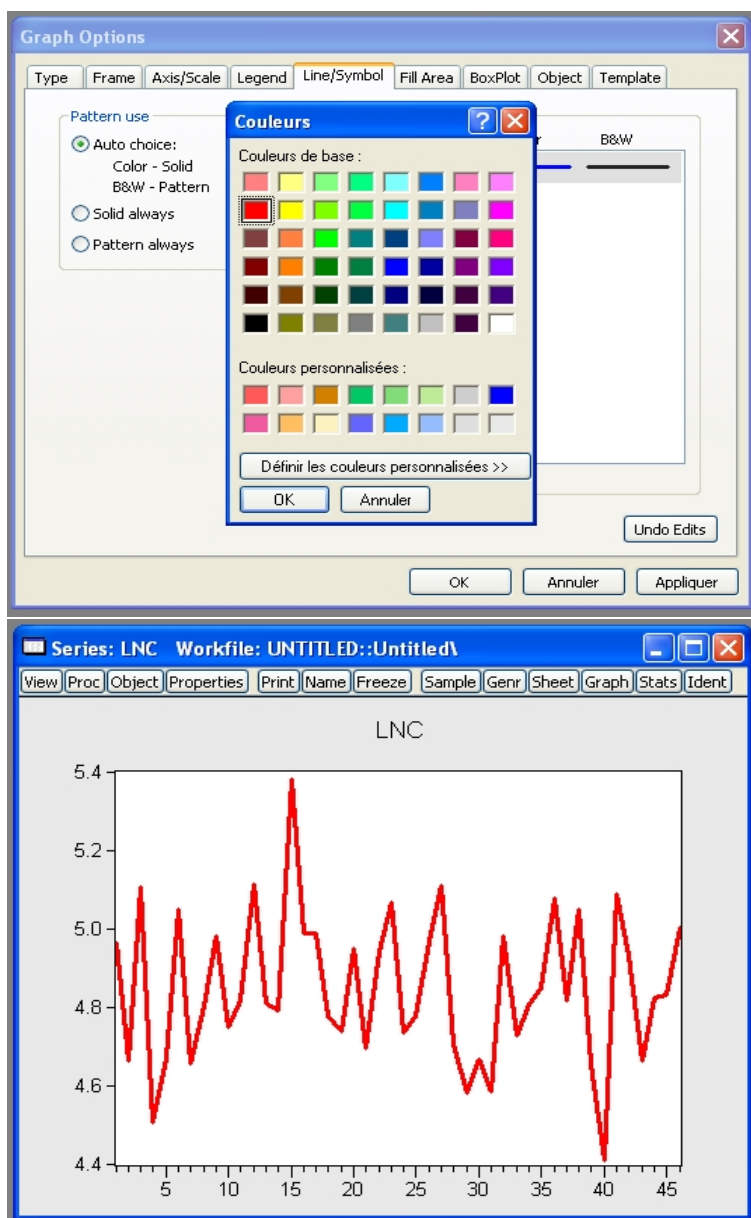 Graph Options
Type Frame Axis/Scale Legend Line/Symbol Fill Area BoxPlot Object Template
Pattern use
Auto choice:
Color - Solid
B&W - Pattern
Solid always
Pattern always
Couleurs
Couleurs de base :
Couleurs personnalisées :
Définir les couleurs personnalisées >>
OK Annuler
r B&W
Undo Edits
OK Annuler Appliquer
Series: LNC Workfile: UNTITLED::Untitled\
View Proc Object Properties Print Name Freeze Sample Genr Sheet Graph Stats Ident
LNC
5.4
5.2
5.0
4.8
4.6
4.4
5 10 15 20 25 30 35 40 45